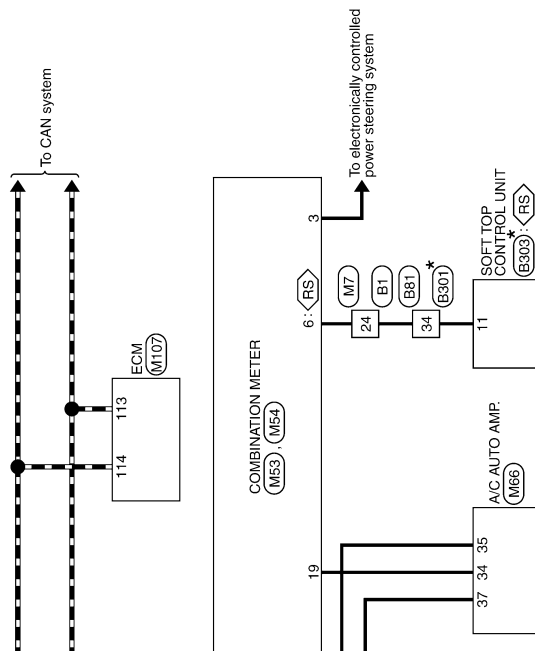 To CAN system
ECM
M107
113
114
To electronically controlled
power steering system
3
COMBINATION METER
M53 , M54
6 : RS
19
M7
24
B1
B81
34
B301 *
SOFT TOP
CONTROL UNIT
*
B303 : RS
11
A/C AUTO AMP.
M66
35
34
37